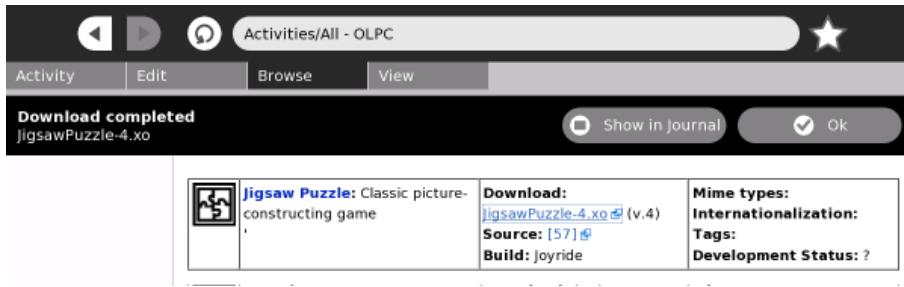 Activities/All - OLPC
Activity Edit Browse View
Download completed
JigsawPuzzle-4.xo
Show in Journal Ok
Jigsaw Puzzle: Classic picture-
constructing game
'
Download:
JigsawPuzzle-4.xo (v.4)
Source: [57]
Build: Joyride
Mime types:
Internationalization:
Tags:
Development Status: ?